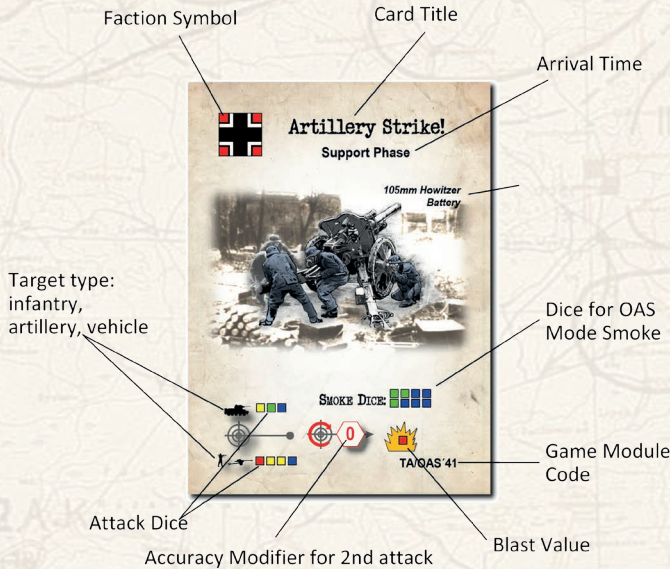 Faction Symbol
Card Title
Arrival Time
Artillery Strike!
Support Phase
105mm Howitzer
Battery
Target type:
infantry,
artillery, vehicle
Dice for OAS
Mode Smoke
SMOKE DICE:
0
TA/OAS'41
Game Module
Code
Attack Dice
Blast Value
Accuracy Modifier for 2nd attack